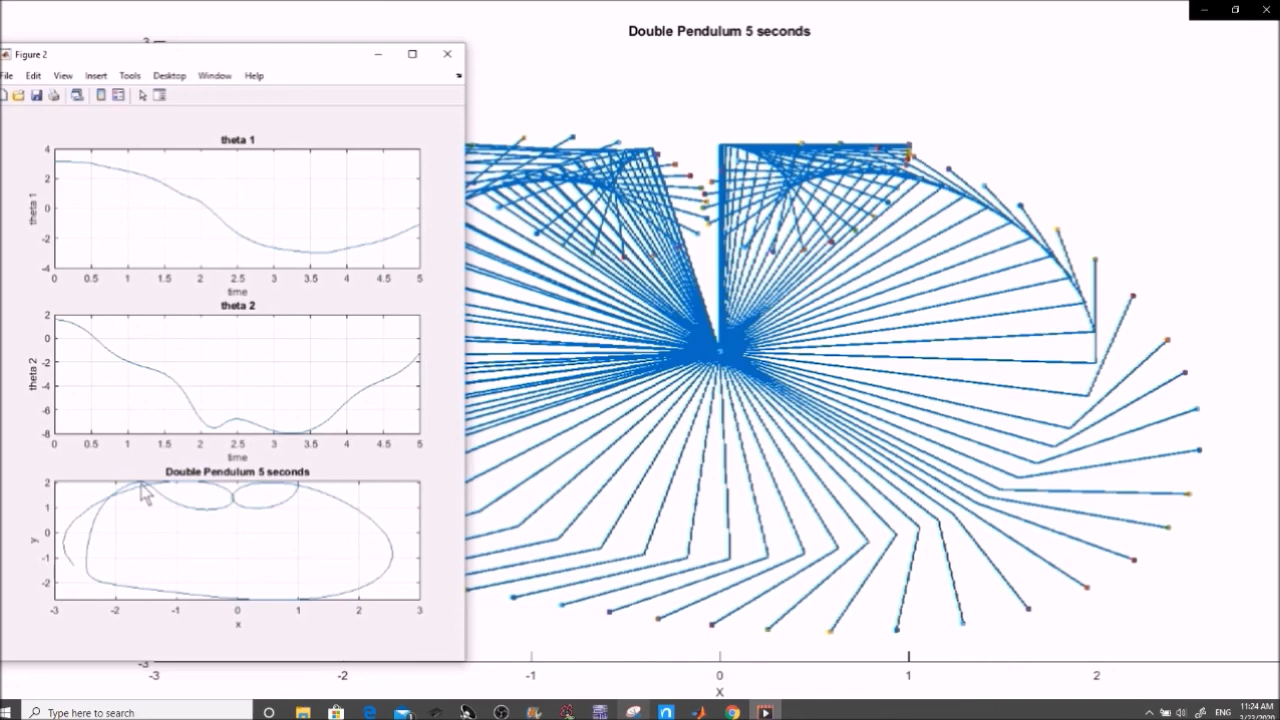 Double Pendulum 5 seconds
3
Figure 2
File Edit View Insert Tools Desktop Window Help
theta 1
4
2
0
-2
-4
theta 1
0 0.5 1 1.5 2 2.5 3 3.5 4 4.5 5
time
theta 2
2
0
-2
-4
-6
-8
theta 2
0 0.5 1 1.5 2 2.5 3 3.5 4 4.5 5
time
Double Pendulum 5 seconds
2
1
0
-1
-2
y
-3 -2 -1 0 1 2 3
x
-3
-3 -2 -1 0 1 2
X
Type here to search
ENG
11:24 AM